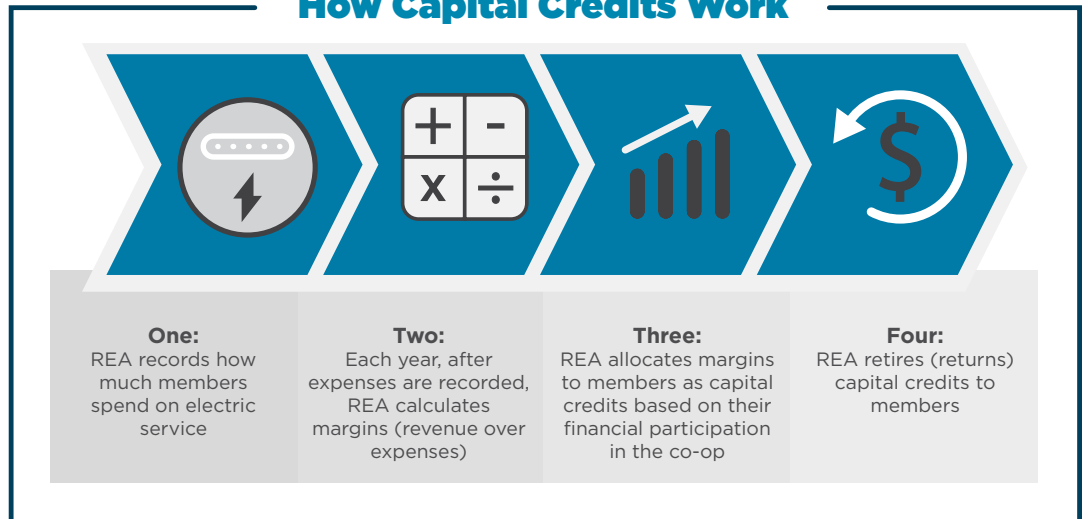 How Capital Credits Work
One:
REA records how
much members
spend on electric
service
Two:
Each year, after
expenses are recorded,
REA calculates
margins (revenue over
expenses)
Three:
REA allocates margins
to members as capital
credits based on their
financial participation
in the co-op
Four:
REA retires (returns)
capital credits to
members